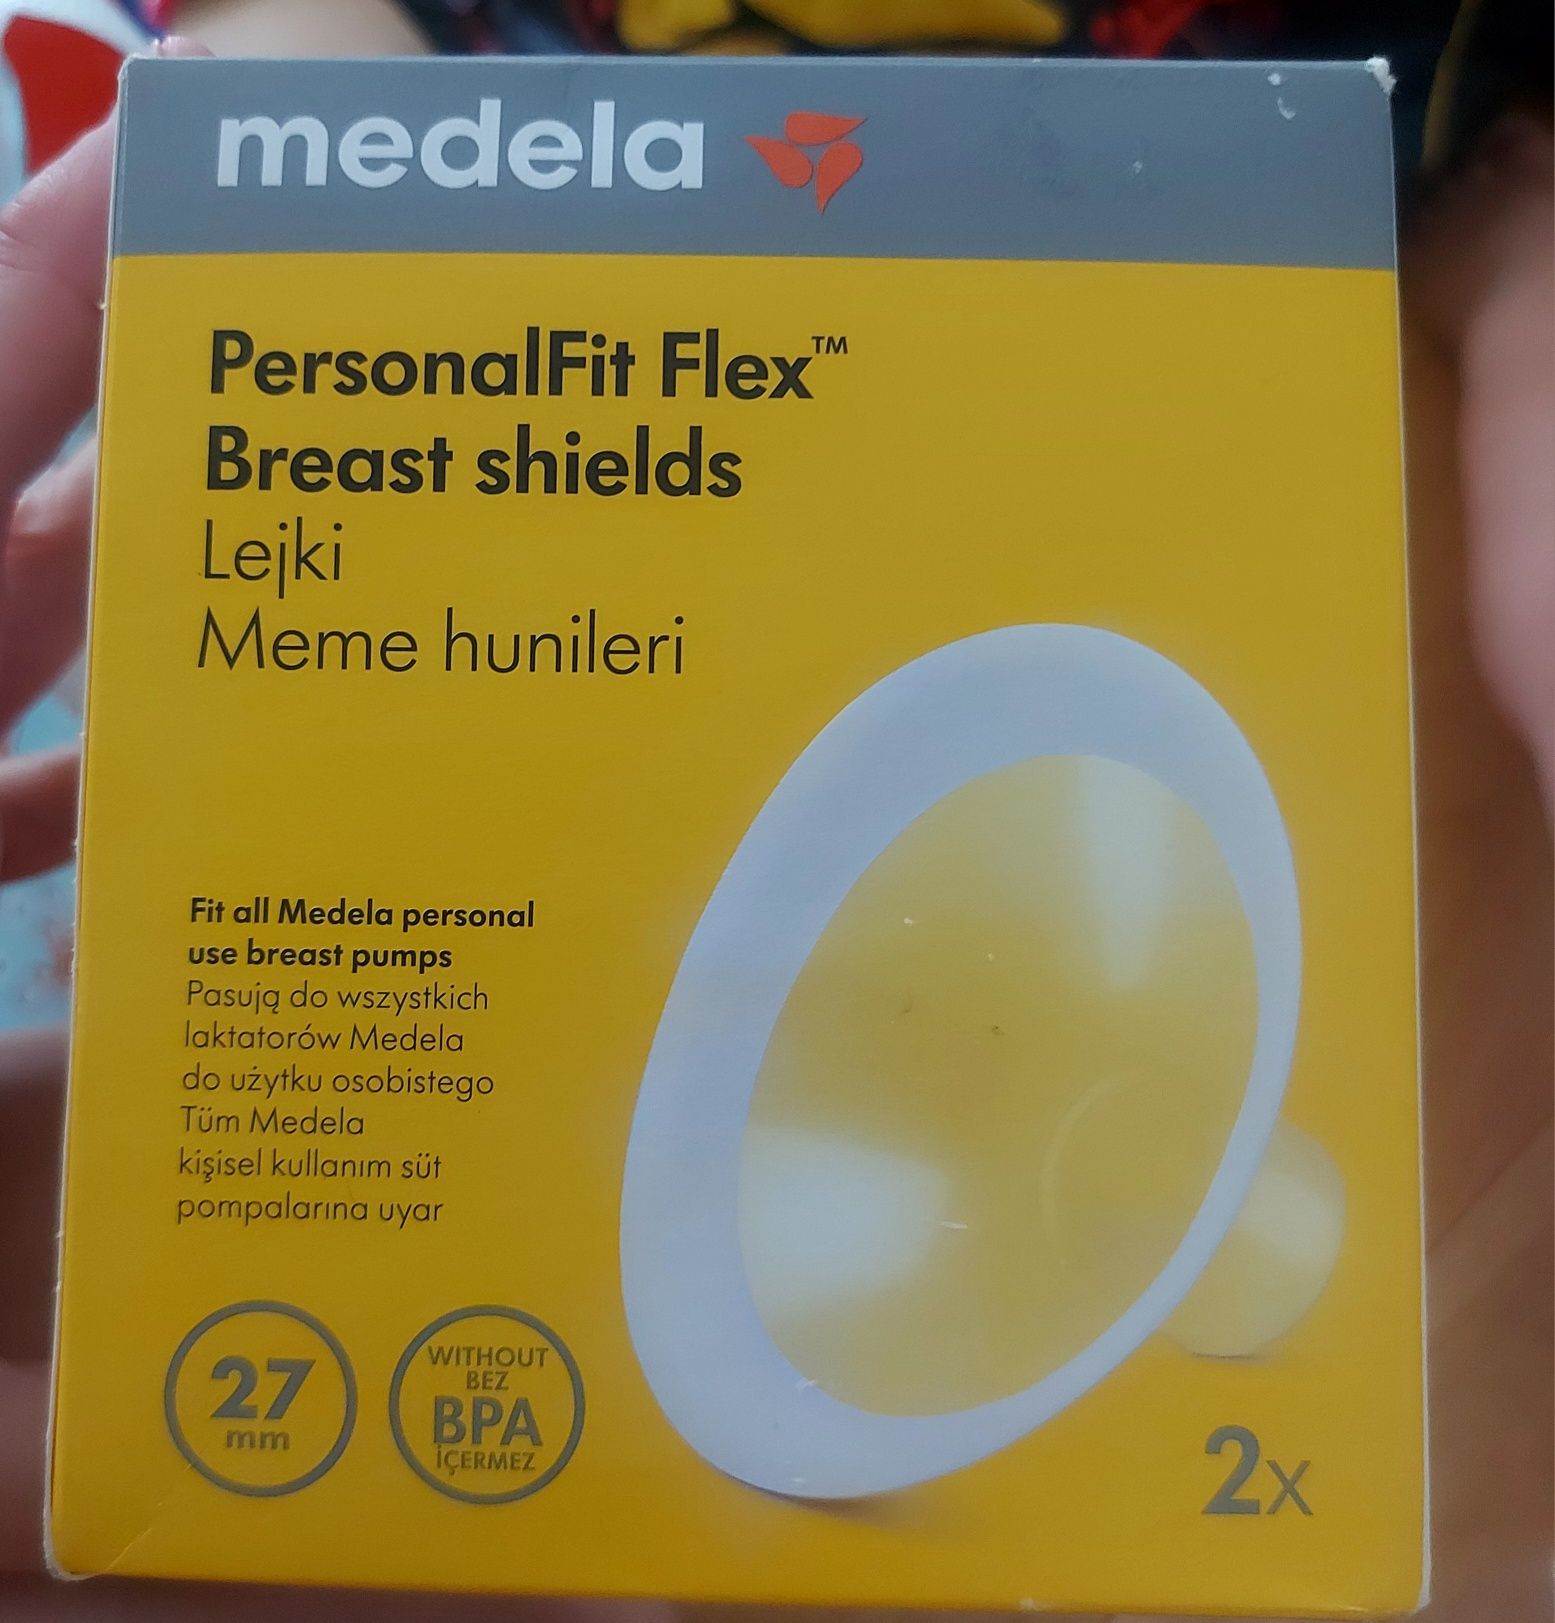 medela
PersonalFit Flex™
Breast shields
Lejki
Meme hunileri
Fit all Medela personal
use breast pumps
Pasują do wszystkich
laktatorów Medela
do użytku osobistego
Tüm Medela
kişisel kullanım süt
pompalarına uyar
27
mm
WITHOUT
BEZ
BPA
İÇERMEZ
2x